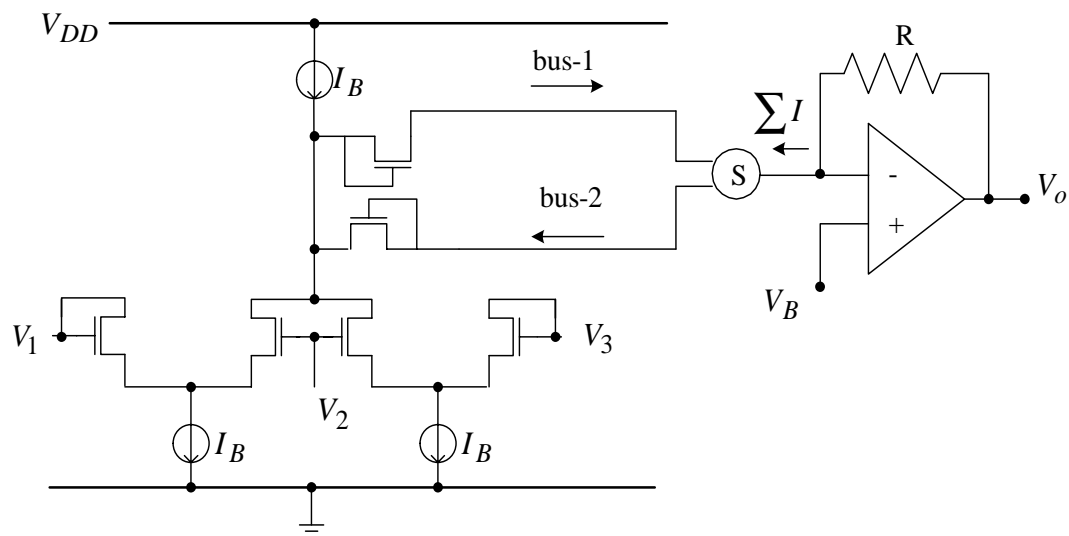 V_DD
I_B
bus-1
R
∑I
S
-
+
V_o
V_B
bus-2
V_1
V_2
V_3
I_B
I_B